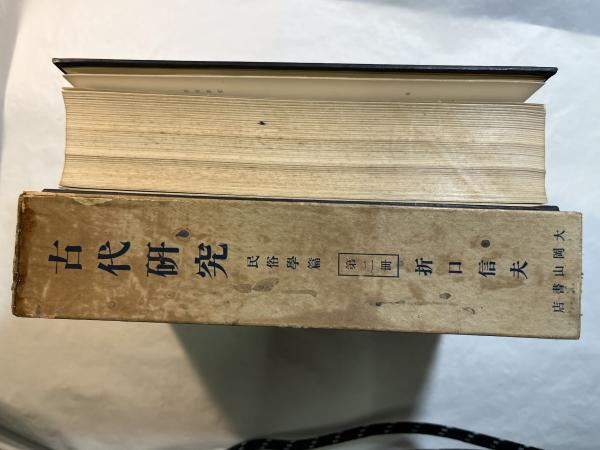 古代研究
民俗學篇
第二冊
折口信夫
大岡山書店